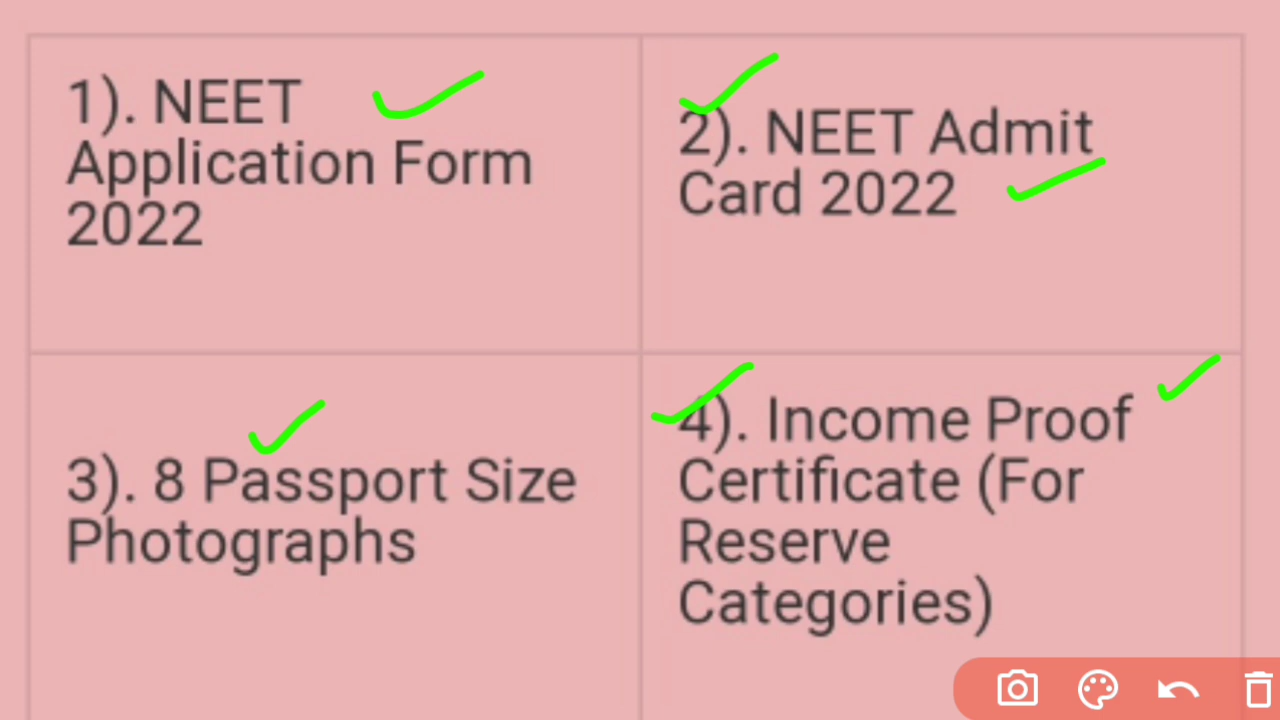 1). NEET
Application Form
2022
2). NEET Admit
Card 2022
3). 8 Passport Size
Photographs
4). Income Proof
Certificate (For
Reserve
Categories)